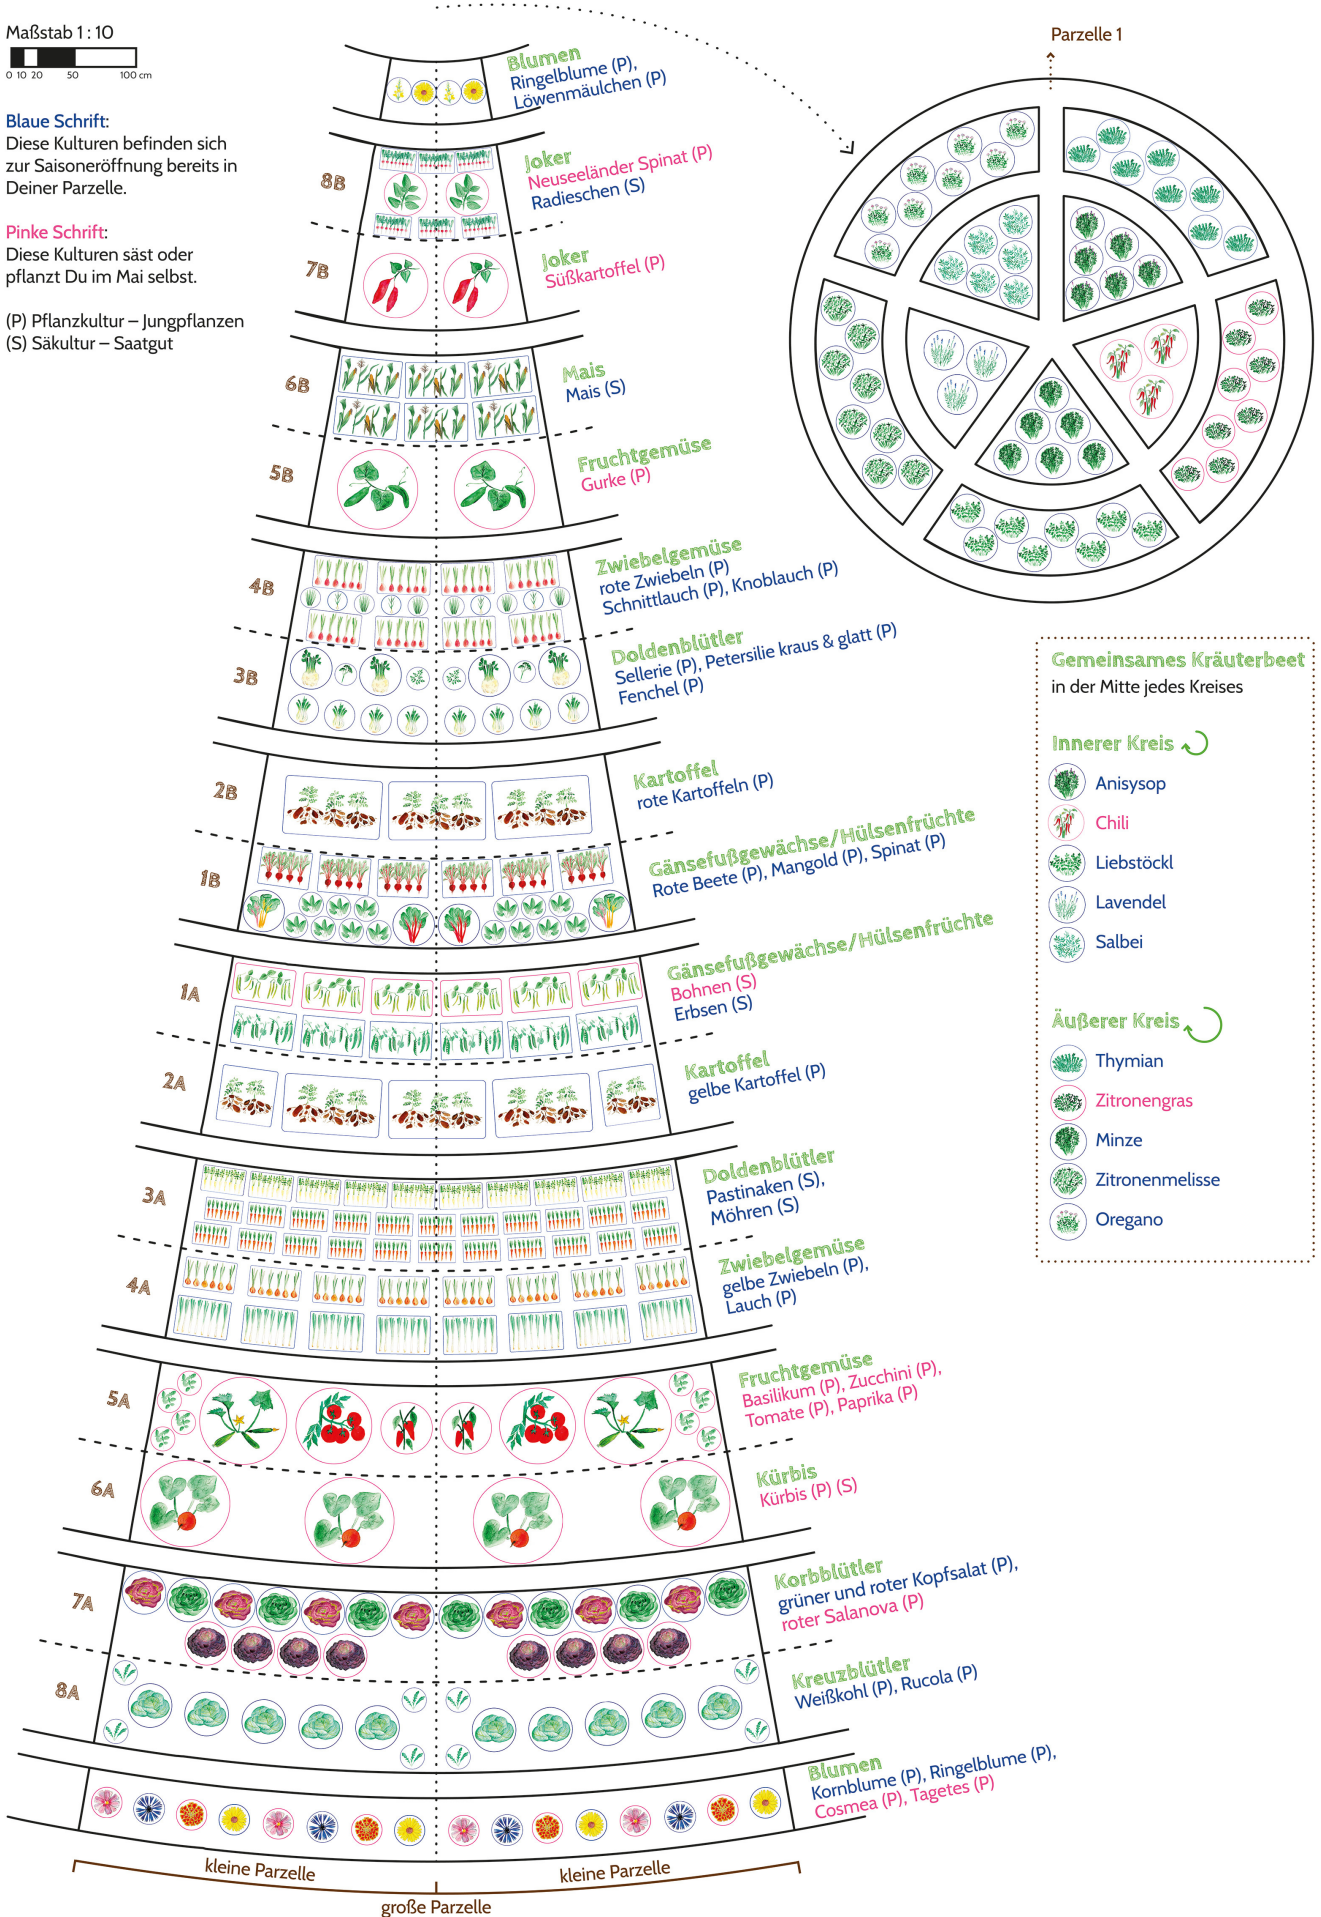 Maßstab 1 : 10
0 10 20 50 100 cm
Blaue Schrift:
Diese Kulturen befinden sich
zur Saisoneröffnung bereits in
Deiner Parzelle.
Pinke Schrift:
Diese Kulturen säst oder
pflanzt Du im Mai selbst.
(P) Pflanzkultur – Jungpflanzen
(S) Säkultur – Saatgut
Blumen
Ringelblume (P),
Löwenmäulchen (P)
8B
Joker
Neuseeländer Spinat (P)
Radieschen (S)
7B
Joker
Süßkartoffel (P)
6B
Mais
Mais (S)
5B
Fruchtgemüse
Gurke (P)
4B
Zwiebelgemüse
rote Zwiebeln (P)
Schnittlauch (P), Knoblauch (P)
3B
Doldenblütler
Sellerie (P), Petersilie kraus & glatt (P)
Fenchel (P)
2B
Kartoffel
rote Kartoffeln (P)
1B
Gänsefußgewächse/Hülsenfrüchte
Rote Beete (P), Mangold (P), Spinat (P)
1A
Gänsefußgewächse/Hülsenfrüchte
Bohnen (S)
Erbsen (S)
2A
Kartoffel
gelbe Kartoffel (P)
3A
Doldenblütler
Pastinaken (S),
Möhren (S)
4A
Zwiebelgemüse
gelbe Zwiebeln (P),
Lauch (P)
5A
Fruchtgemüse
Basilikum (P), Zucchini (P),
Tomate (P), Paprika (P)
6A
Kürbis
Kürbis (P) (S)
7A
Korbblütler
grüner und roter Kopfsalat (P),
roter Salanova (P)
8A
Kreuzblütler
Weißkohl (P), Rucola (P)
Blumen
Kornblume (P), Ringelblume (P),
Cosmea (P), Tagetes (P)
kleine Parzelle
kleine Parzelle
große Parzelle
Parzelle 1
Gemeinsames Kräuterbeet
in der Mitte jedes Kreises
Innerer Kreis
Anisysop
Chili
Liebstöckl
Lavendel
Salbei
Äußerer Kreis
Thymian
Zitronengras
Minze
Zitronenmelisse
Oregano